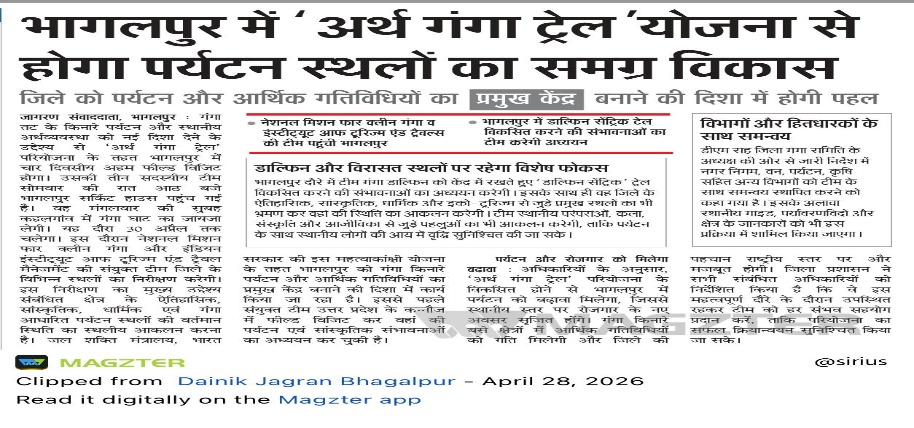 भागलपुर में ' अर्थ गंगा ट्रेल 'योजना से
होगा पर्यटन स्थलों का समग्र विकास
जिले को पर्यटन और आर्थिक गतिविधियों का प्रमुख केंद्र बनाने की दिशा में होगी पहल
जागरण संवाददाता, भागलपुर : गंगा
तट के किनारे पर्यटन और स्थानीय
अर्थव्यवस्था को नई दिशा देने के
उद्देश्य से 'अर्थ गंगा ट्रेल'
परियोजना के तहत भागलपुर में
चार दिवसीय अहम फील्ड विजिट
होगा। उसकी तीन सदस्यीय टीम
सोमवार की रात आठ बजे
भागलपुर सर्किट हाउस पहुंच गई
है। यह मंगलवार की सुबह
कहलगांव में गंगा घाट का जायजा
लेगी। यह दौरा 30 अप्रैल तक
चलेगा। इस दौरान नेशनल मिशन
फार क्लीन गंगा और इंडियन
इंस्टीट्यूट आफ टूरिज्म एंड ट्रैवल
मैनेजमेंट की संयुक्त टीम जिले के
विभिन्न स्थलों का निरीक्षण करेगी।
इस निरीक्षण का मुख्य उद्देश्य
संबंधित क्षेत्र के ऐतिहासिक,
सांस्कृतिक, धार्मिक एवं गंगा
आधारित पर्यटन स्थलों की वर्तमान
स्थिति का स्थलीय आकलन करना
है। जल शक्ति मंत्रालय, भारत
• नेशनल मिशन फार क्लीन गंगा व
इंस्टीट्यूट आफ टूरिज्म एंड ट्रैवल्स
की टीम पहुंची भागलपुर
• भागलपुर में डाल्फिन सेंट्रिक ट्रेल
विकसित करने की संभावनाओं का
टीम करेगी अध्ययन
डाल्फिन और विरासत स्थलों पर रहेगा विशेष फोकस
भागलपुर दौरे में टीम गंगा डाल्फिन को केंद्र में रखते हुए 'डाल्फिन सेंट्रिक' ट्रेल
विकसित करने की संभावनाओं का अध्ययन करेगी। इसके साथ ही वह जिले के
ऐतिहासिक, सांस्कृतिक, धार्मिक और इको- टूरिज्म से जुड़े प्रमुख स्थलों का भी
भ्रमण कर वहां की स्थिति का आकलन करेगी। टीम स्थानीय परंपराओं, कला,
संस्कृति और आजीविका से जुड़े पहलुओं का भी आकलन करेगी, ताकि पर्यटन
के साथ स्थानीय लोगों की आय में वृद्धि सुनिश्चित की जा सके।
विभागों और हितधारकों के
साथ समन्वय
डीएम सह जिला गंगा समिति के
अध्यक्ष की ओर से जारी निर्देश में
नगर निगम, वन, पर्यटन, कृषि
सहित अन्य विभागों को टीम के
साथ समन्वय स्थापित करने को
कहा गया है। इसके अलावा
स्थानीय गाइड, पर्यावरणविदों और
क्षेत्र के जानकारों को भी इस
प्रक्रिया में शामिल किया जाएगा।
सरकार की इस महत्वाकांक्षी योजना
के तहत भागलपुर को गंगा किनारे
पर्यटन और आर्थिक गतिविधियों का
प्रमुख केंद्र बनाने की दिशा में कार्य
किया जा रहा है। इससे पहले
संयुक्त टीम उत्तर प्रदेश के कन्नौज
में फील्ड विजिट कर वहां की
पर्यटन एवं सांस्कृतिक संभावनाओं
का अध्ययन कर चुकी है।
पर्यटन और रोजगार को मिलेगा
बढ़ावा : अधिकारियों के अनुसार,
'अर्थ गंगा ट्रेल' परियोजना के
विकसित होने से भागलपुर में
पर्यटन को बढ़ावा मिलेगा, जिससे
स्थानीय स्तर पर रोजगार के नए
अवसर सृजित होंगे। गंगा किनारे
बसे क्षेत्रों में आर्थिक गतिविधियों
को गति मिलेगी और जिले की
पहचान राष्ट्रीय स्तर पर और
मजबूत होगी। जिला प्रशासन ने
सभी संबंधित अधिकारियों को
निर्देशित किया है कि वे इस
महत्वपूर्ण दौरे के दौरान उपस्थित
रहकर टीम को हर संभव सहयोग
प्रदान करें, ताकि परियोजना का
सफल क्रियान्वयन सुनिश्चित किया
जा सके।
MAGZTER
MAGZTER
@sirius
Clipped from Dainik Jagran Bhagalpur - April 28, 2026
Read it digitally on the Magzter app